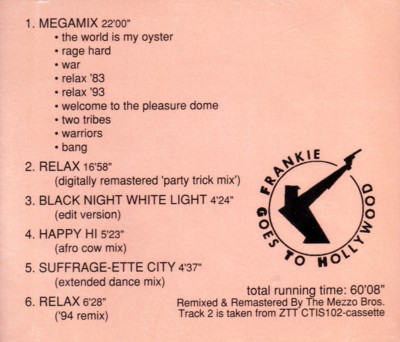 1. MEGAMIX 22'00"
• the world is my oyster
• rage hard
• war
• relax '83
• relax '93
• welcome to the pleasure dome
• two tribes
• warriors
• bang
2. RELAX 16'58"
(digitally remastered 'party trick mix')
3. BLACK NIGHT WHITE LIGHT 4'24"
(edit version)
4. HAPPY HI 5'23"
(afro cow mix)
5. SUFFRAGE-ETTE CITY 4'37"
(extended dance mix)
6. RELAX 6'28"
('94 remix)
FRANKIE
GOES TO HOLLYWOOD
total running time: 60'08"
Remixed & Remastered By The Mezzo Bros.
Track 2 is taken from ZTT CTIS102-cassette